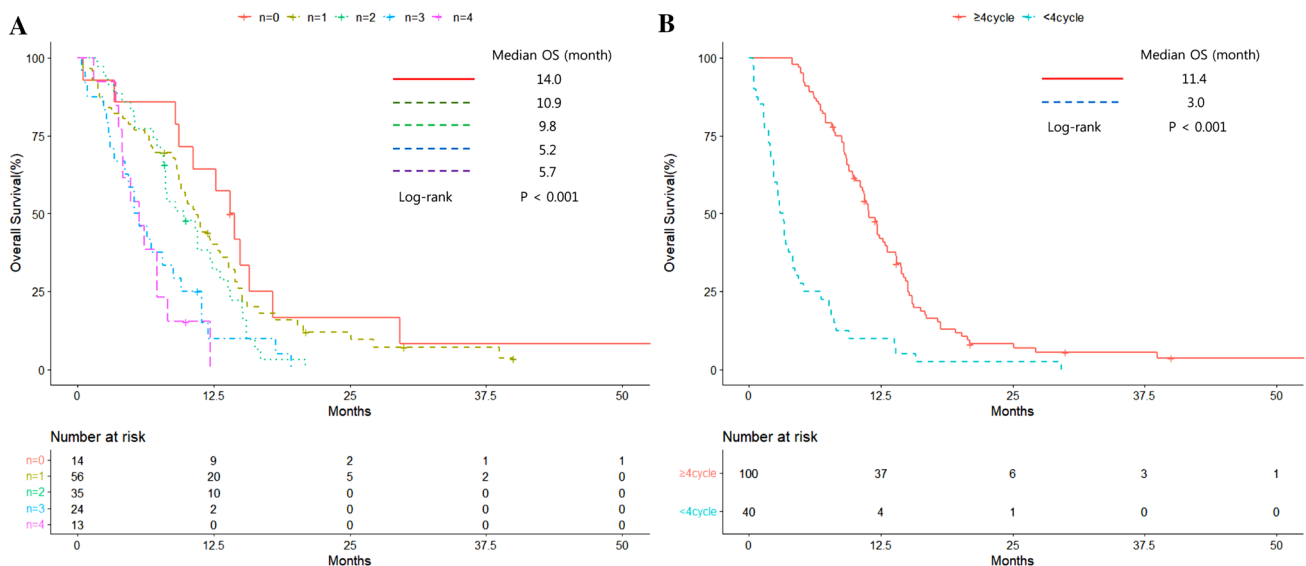 A
n=0 n=1 n=2 n=3 n=4
Median OS (month)
14.0
10.9
9.8
5.2
5.7
Log-rank P < 0.001
Overall Survival(%)
100
75
50
25
0
0 12.5 25 37.5 50
Months
Number at risk
n=0 14 9 2 1 1
n=1 56 20 5 2 0
n=2 35 10 0 0 0
n=3 24 2 0 0 0
n=4 13 0 0 0 0
0 12.5 25 37.5 50
Months
B
≥4cycle <4cycle
Median OS (month)
11.4
3.0
Log-rank P < 0.001
Overall Survival(%)
100
75
50
25
0
0 12.5 25 37.5 50
Months
Number at risk
≥4cycle 100 37 6 3 1
<4cycle 40 4 1 0 0
0 12.5 25 37.5 50
Months